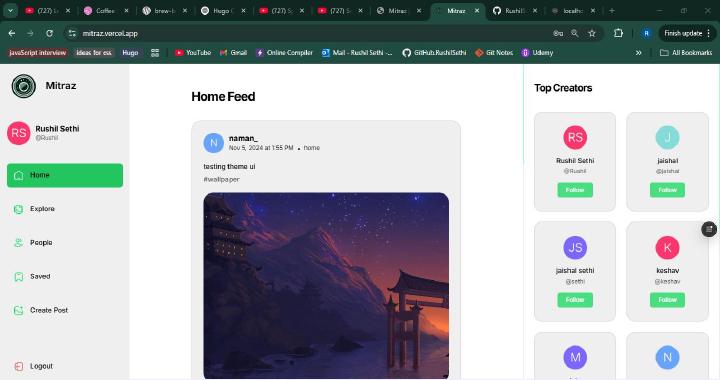 (727)
Coffee
brew-b
Hugo C
(727) S
(727) S
Mitraz
Mitraz
Rushil
localho
mitraz.vercel.app
R
Finish update
javaScript interview
ideas for css
Hugo
YouTube
Gmail
Online Compiler
Mail - Rushil Sethi -...
GitHub.RushilSethi
Git Notes
Udemy
»
All Bookmarks
Mitraz
RS
Rushil Sethi
@Rushil
Home
Explore
People
Saved
Create Post
Logout
Home Feed
N
naman_
Nov 5, 2024 at 1:55 PM • home
testing theme ui
#wallpaper
Top Creators
RS
Rushil Sethi
@Rushil
Follow
J
jaishal
@jaishal
Follow
JS
jaishal sethi
@sethi
Follow
K
keshav
@keshav
Follow
M
N